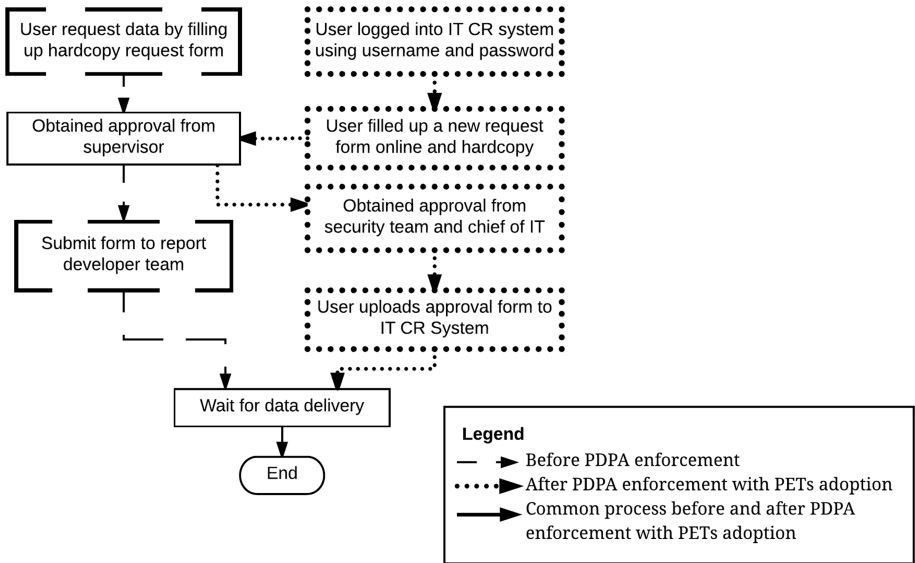 User request data by filling
up hardcopy request form
User logged into IT CR system
using username and password
Obtained approval from
supervisor
User filled up a new request
form online and hardcopy
Obtained approval from
security team and chief of IT
Submit form to report
developer team
User uploads approval form to
IT CR System
Wait for data delivery
End
Legend
Before PDPA enforcement
After PDPA enforcement with PETs adoption
Common process before and after PDPA
enforcement with PETs adoption